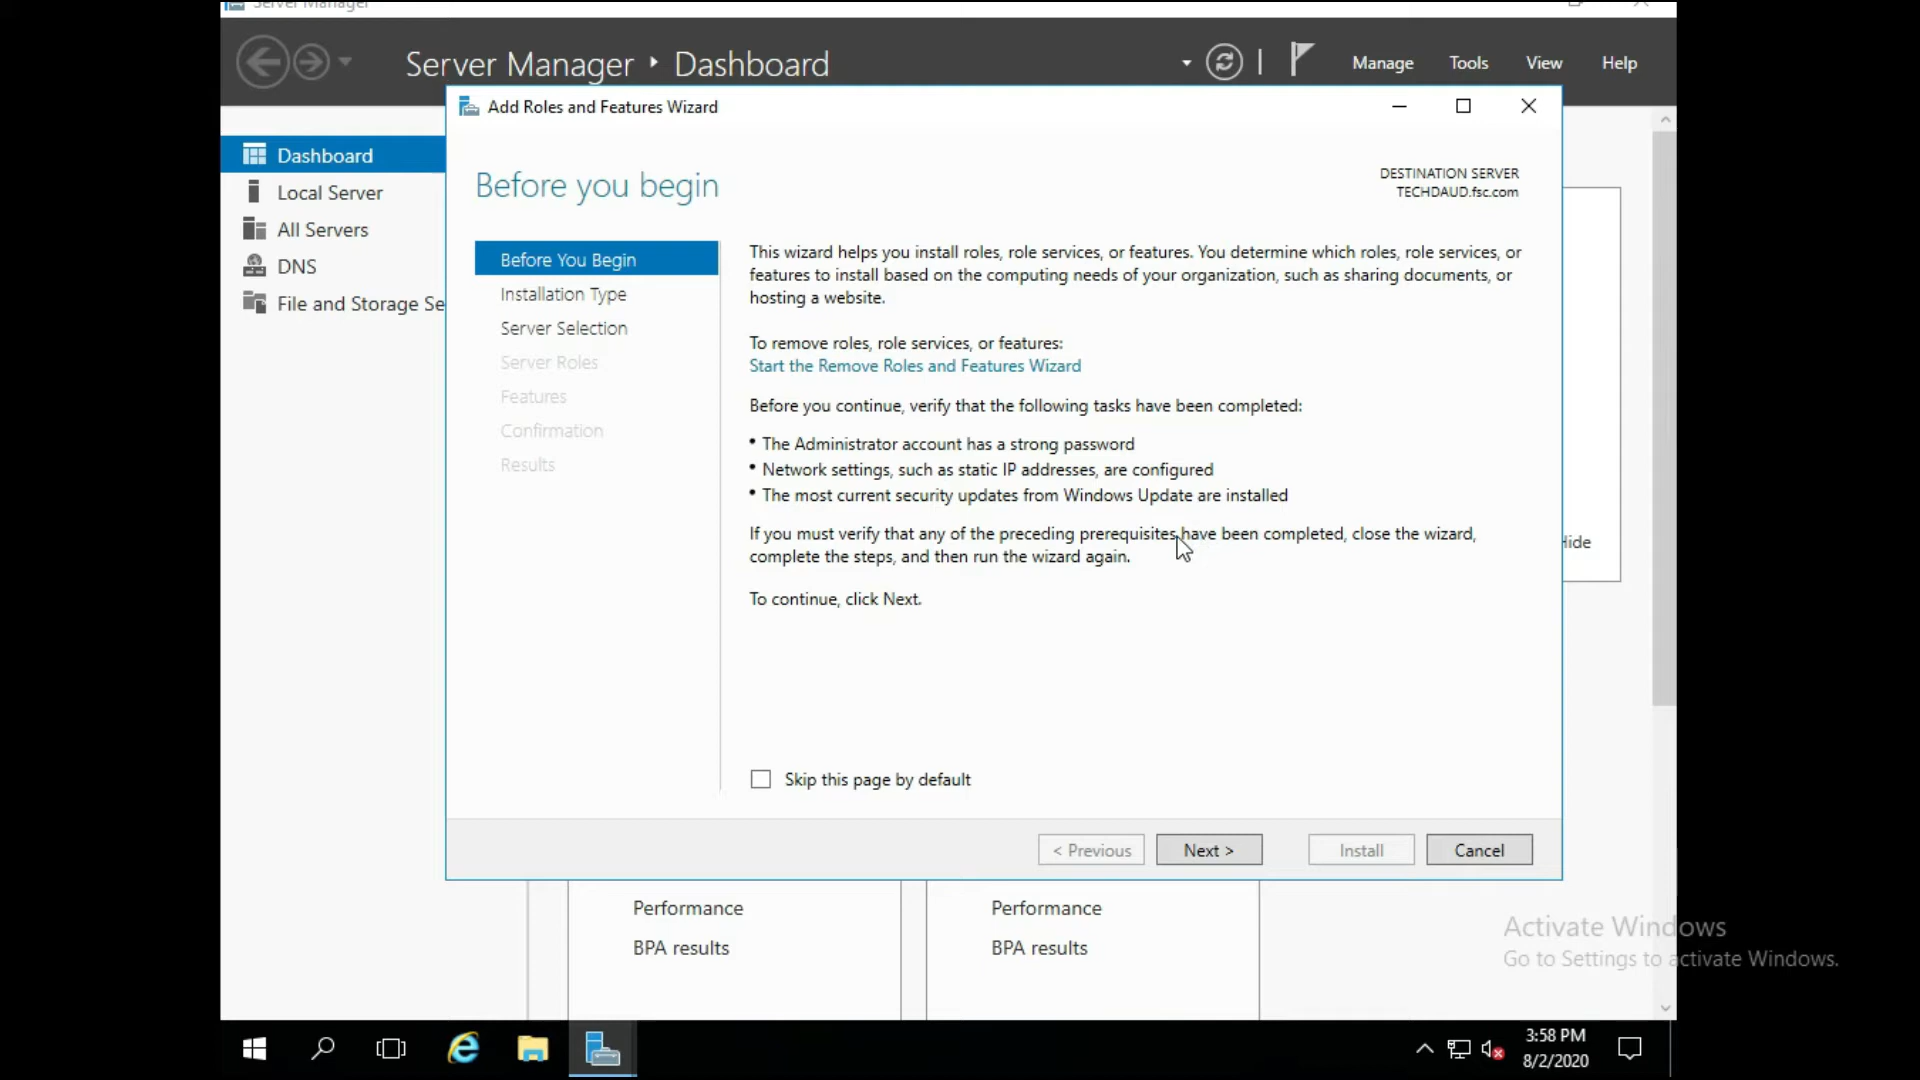 Server Manager
Server Manager ‣ Dashboard
Manage Tools View Help
Add Roles and Features Wizard
Dashboard
Local Server
All Servers
DNS
File and Storage Se
Before you begin
DESTINATION SERVER
TECHDAUD.fsc.com
Before You Begin
Installation Type
Server Selection
Server Roles
Features
Confirmation
Results
This wizard helps you install roles, role services, or features. You determine which roles, role services, or
features to install based on the computing needs of your organization, such as sharing documents, or
hosting a website.
To remove roles, role services, or features:
Start the Remove Roles and Features Wizard
Before you continue, verify that the following tasks have been completed:
• The Administrator account has a strong password
• Network settings, such as static IP addresses, are configured
• The most current security updates from Windows Update are installed
If you must verify that any of the preceding prerequisites have been completed, close the wizard,
complete the steps, and then run the wizard again.
To continue, click Next.
Hide
Skip this page by default
< Previous Next > Install Cancel
Performance Performance
BPA results BPA results
Activate Windows
Go to Settings to activate Windows.
3:58 PM
8/2/2020